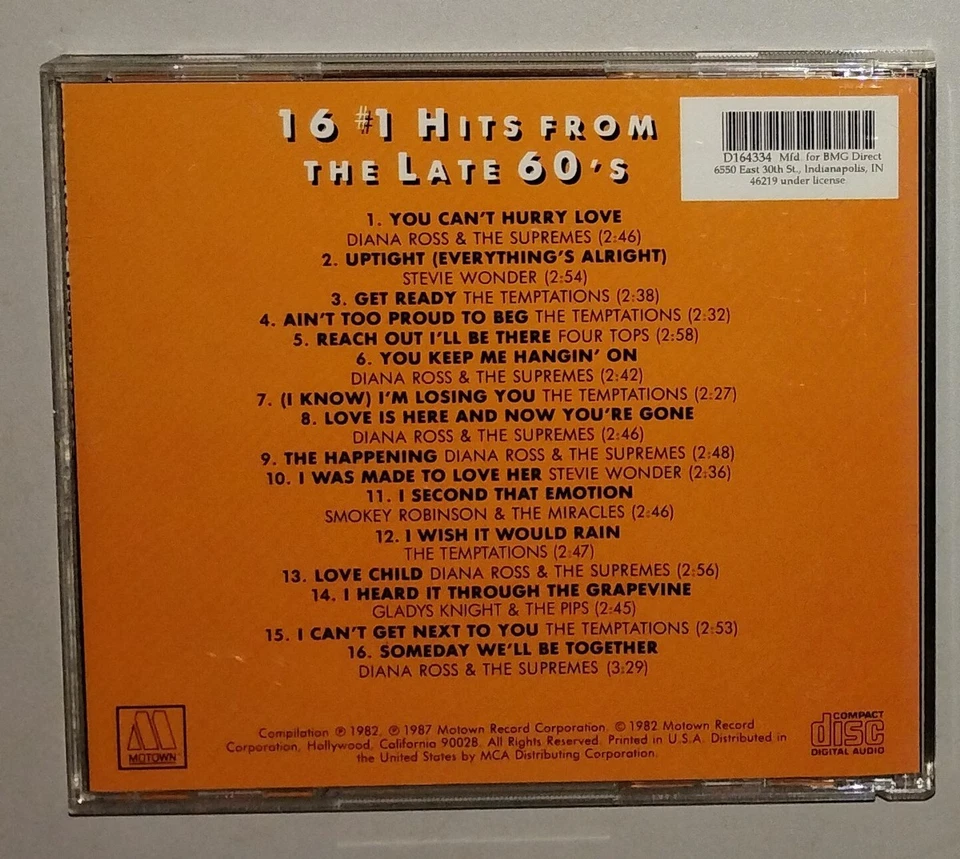 16 #1 HITS FROM
THE LATE 60'S
D164334 Mfd. for BMG Direct
6550 East 30th St., Indianapolis, IN
46219 under license
1. YOU CAN'T HURRY LOVE
DIANA ROSS & THE SUPREMES (2:46)
2. UPTIGHT (EVERYTHING'S ALRIGHT)
STEVIE WONDER (2:54)
3. GET READY THE TEMPTATIONS (2:38)
4. AIN'T TOO PROUD TO BEG THE TEMPTATIONS (2:32)
5. REACH OUT I'LL BE THERE FOUR TOPS (2:58)
6. YOU KEEP ME HANGIN' ON
DIANA ROSS & THE SUPREMES (2:42)
7. (I KNOW) I'M LOSING YOU THE TEMPTATIONS (2:27)
8. LOVE IS HERE AND NOW YOU'RE GONE
DIANA ROSS & THE SUPREMES (2:46)
9. THE HAPPENING DIANA ROSS & THE SUPREMES (2:48)
10. I WAS MADE TO LOVE HER STEVIE WONDER (2:36)
11. I SECOND THAT EMOTION
SMOKEY ROBINSON & THE MIRACLES (2:46)
12. I WISH IT WOULD RAIN
THE TEMPTATIONS (2:47)
13. LOVE CHILD DIANA ROSS & THE SUPREMES (2:56)
14. I HEARD IT THROUGH THE GRAPEVINE
GLADYS KNIGHT & THE PIPS (2:45)
15. I CAN'T GET NEXT TO YOU THE TEMPTATIONS (2:53)
16. SOMEDAY WE'LL BE TOGETHER
DIANA ROSS & THE SUPREMES (3:29)
M
MOTOWN
Compilation ℗ 1982, ℗ 1987 Motown Record Corporation. © 1982 Motown Record
Corporation, Hollywood, California 90028. All Rights Reserved. Printed in U.S.A. Distributed in
the United States by MCA Distributing Corporation.
COMPACT
disc
DIGITAL AUDIO